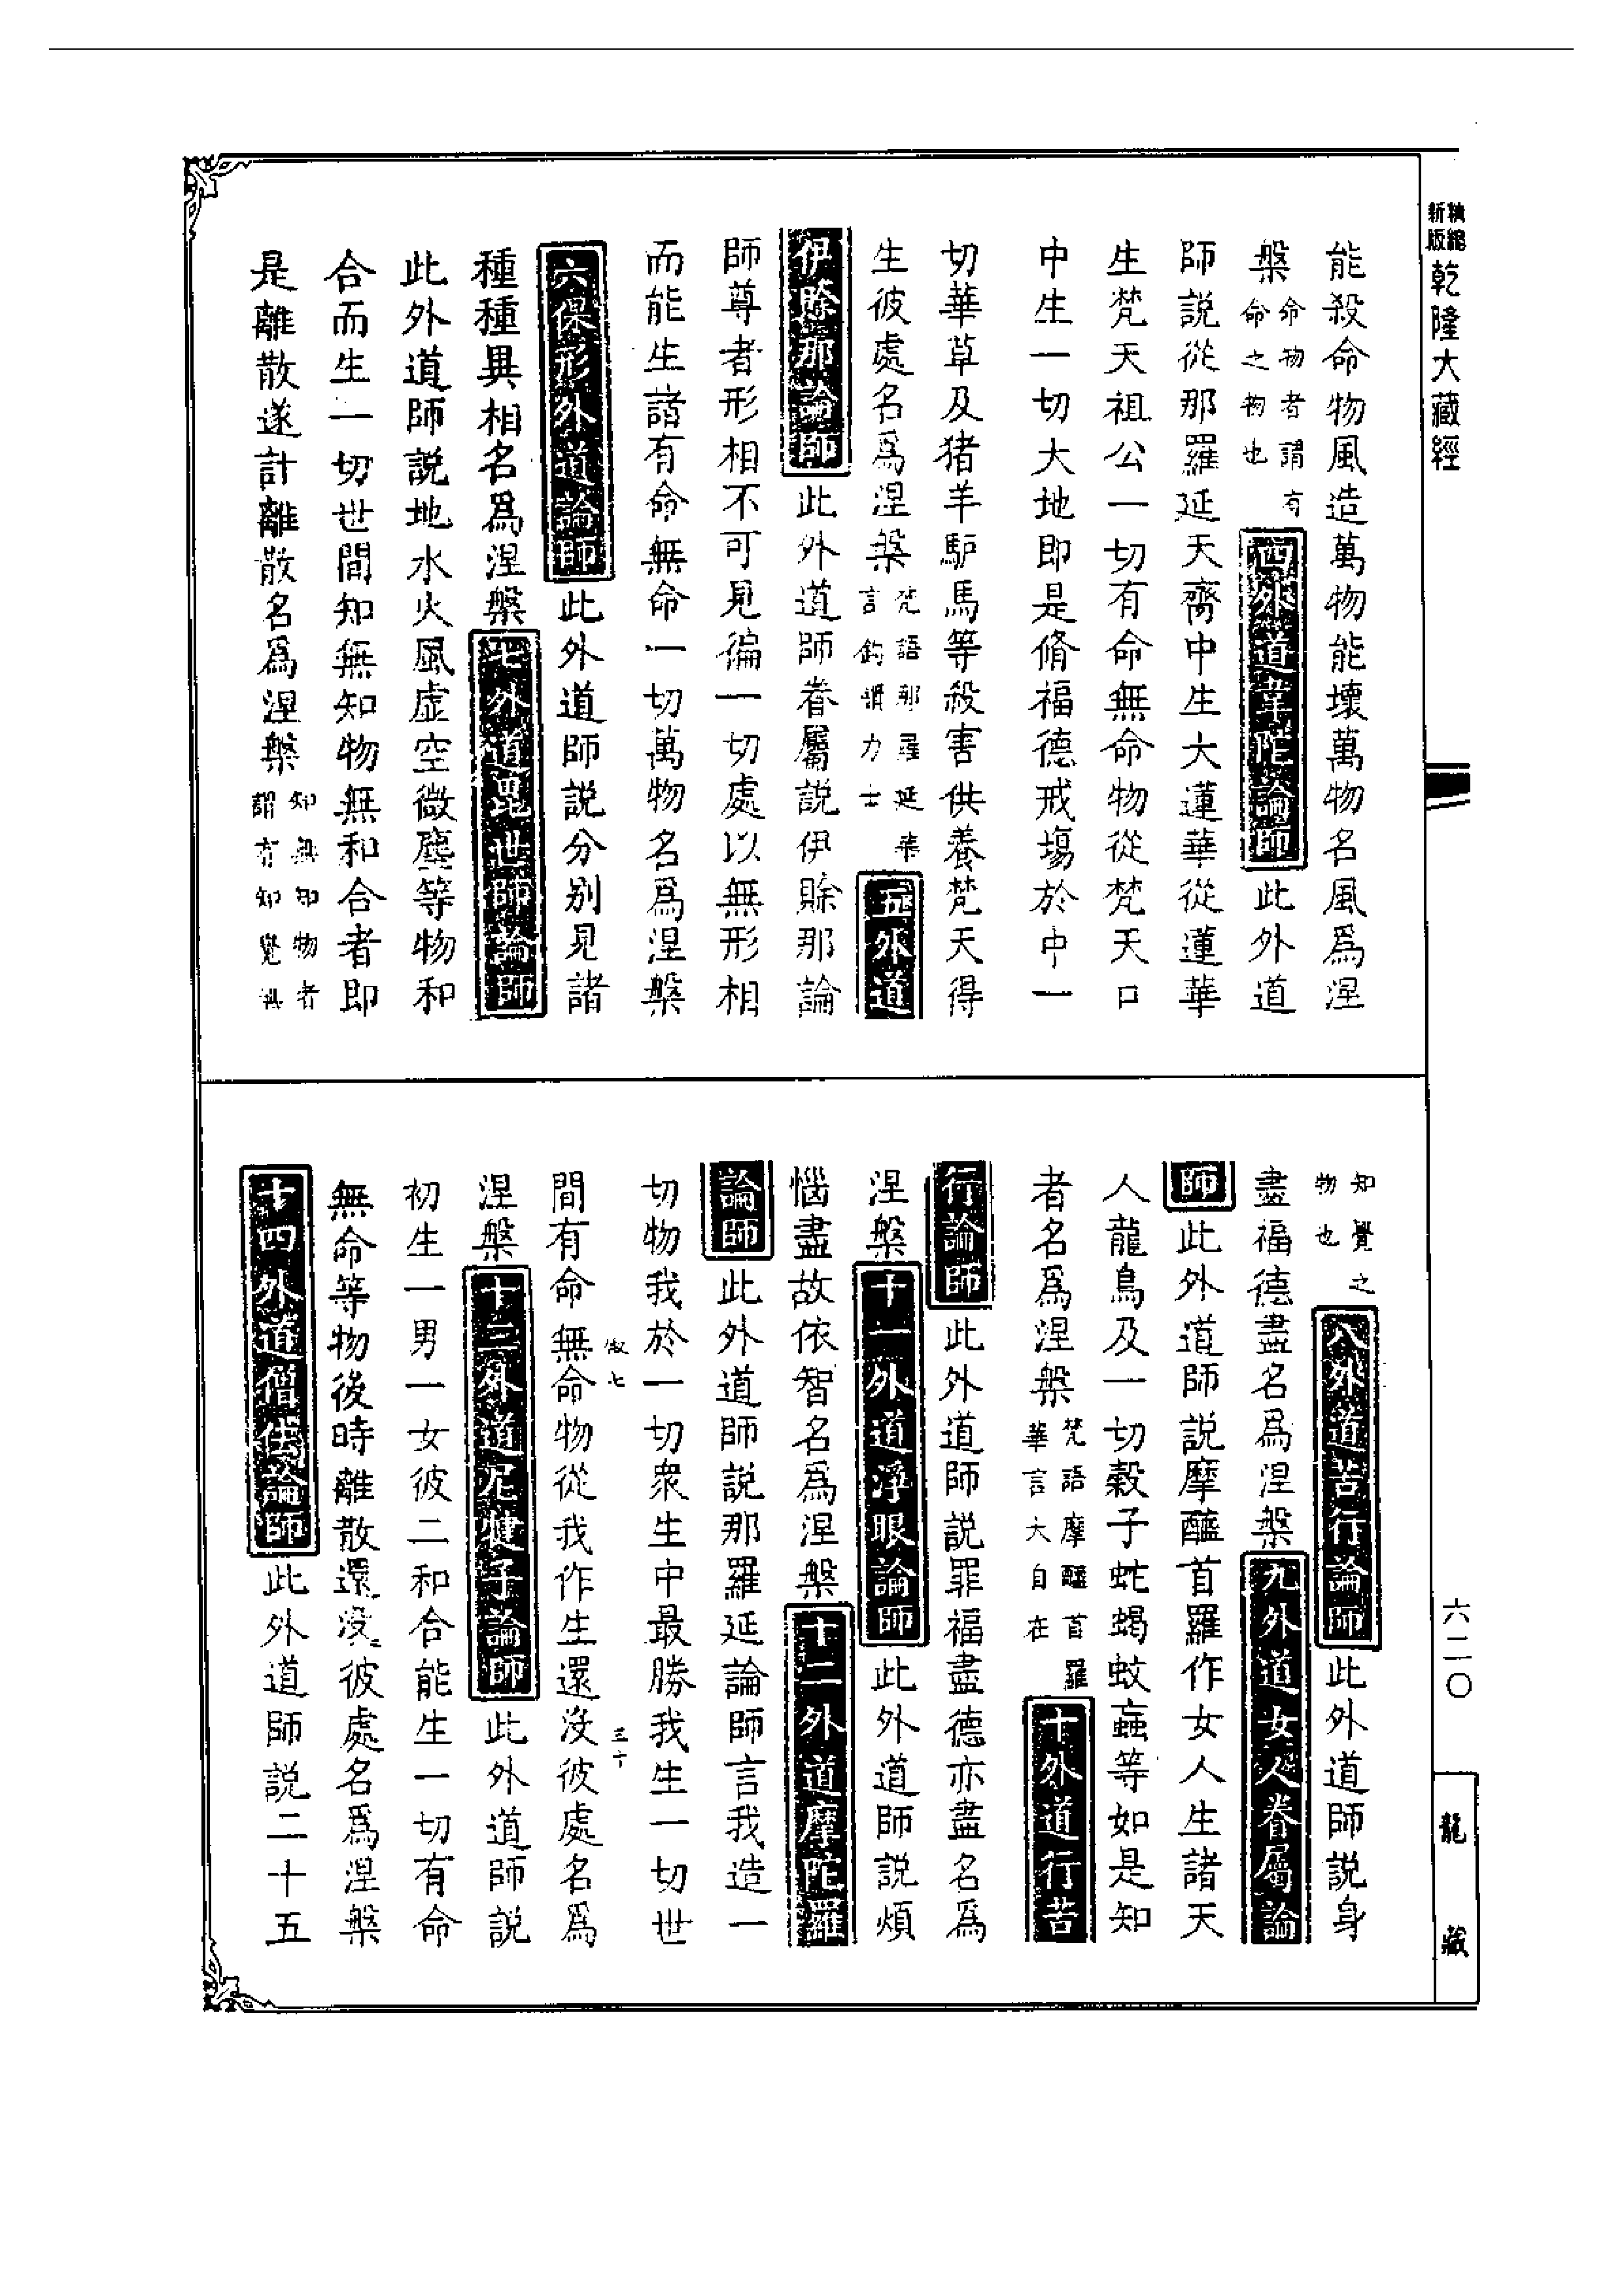 精縮新版乾隆大藏經
能殺命物風造萬物能壞萬物名風爲涅
槃命物者謂有命之物也四外道韋陀論師此外道
師說從那羅延天齋中生大蓮華從蓮華
生梵天祖公一切有命無命物從梵天口
中生一切大地即是脩福德戒場於中一
切華草及猪羊馿馬等殺害供養梵天得
生彼處名爲涅槃梵語那羅延華言鈎鎖力士五外道
伊賒那論師此外道師眷屬說伊賒那論
師尊者形相不可見徧一切處以無形相
而能生諸有命無命一切萬物名爲涅槃
六倮形外道論師此外道師說分別見諸
種種異相名爲涅槃七外道毘世師論師
此外道師說地水火風虛空微塵等物和
合而生一切世間知無知物無和合者即
是離散遂計離散名爲涅槃知無知物者謂有知覺無
知覺之物也八外道苦行論師此外道師說身
盡福德盡名爲涅槃九外道女人眷屬論
師此外道師說摩醯首羅作女人生諸天
人龍鳥及一切穀子蛇蝎蚊蝱等如是知
者名爲涅槃梵語摩醯首羅華言大自在十外道行苦
行論師此外道師說罪福盡德亦盡名爲
涅槃十一外道淨眼論師此外道師說煩
惱盡故依智名爲涅槃十二外道摩陀羅
論師此外道師說那羅延論師言我造一
切物我於一切衆生中最勝我生一切世
間有命無命物從我作生還沒彼處名爲
涅槃十三外道尼犍子論師此外道師說
初生一男一女彼二和合能生一切有命
無命等物後時離散還沒彼處名爲涅槃
十四外道僧佉論師此外道師說二十五
六二〇
龍藏